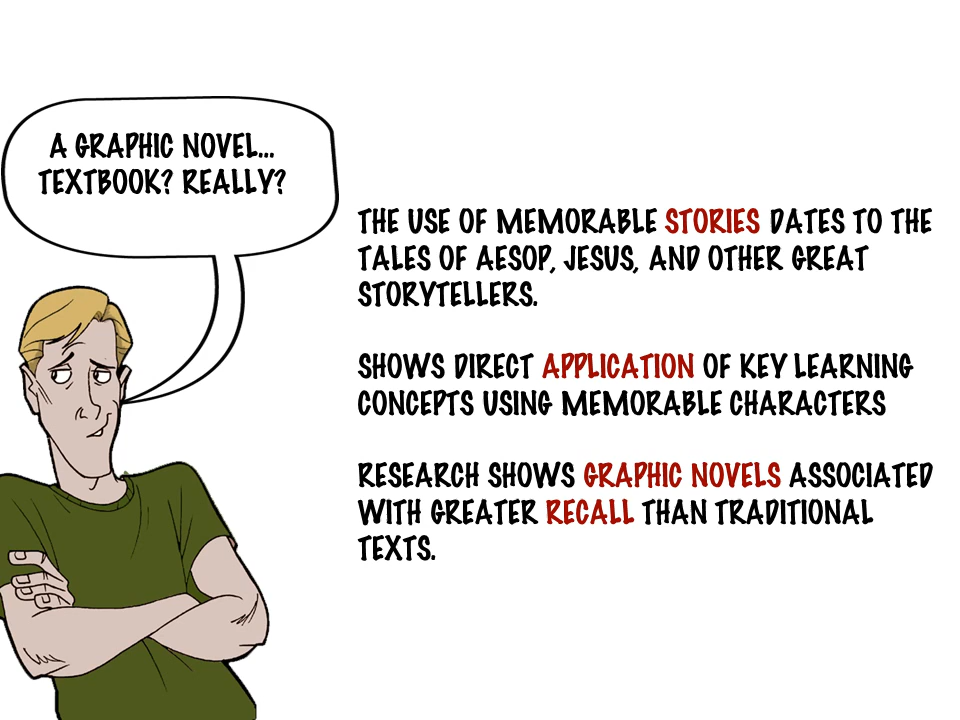 A GRAPHIC NOVEL...
TEXTBOOK? REALLY?
THE USE OF MEMORABLE STORIES DATES TO THE
TALES OF AESOP, JESUS, AND OTHER GREAT
STORYTELLERS.
SHOWS DIRECT APPLICATION OF KEY LEARNING
CONCEPTS USING MEMORABLE CHARACTERS
RESEARCH SHOWS GRAPHIC NOVELS ASSOCIATED
WITH GREATER RECALL THAN TRADITIONAL
TEXTS.